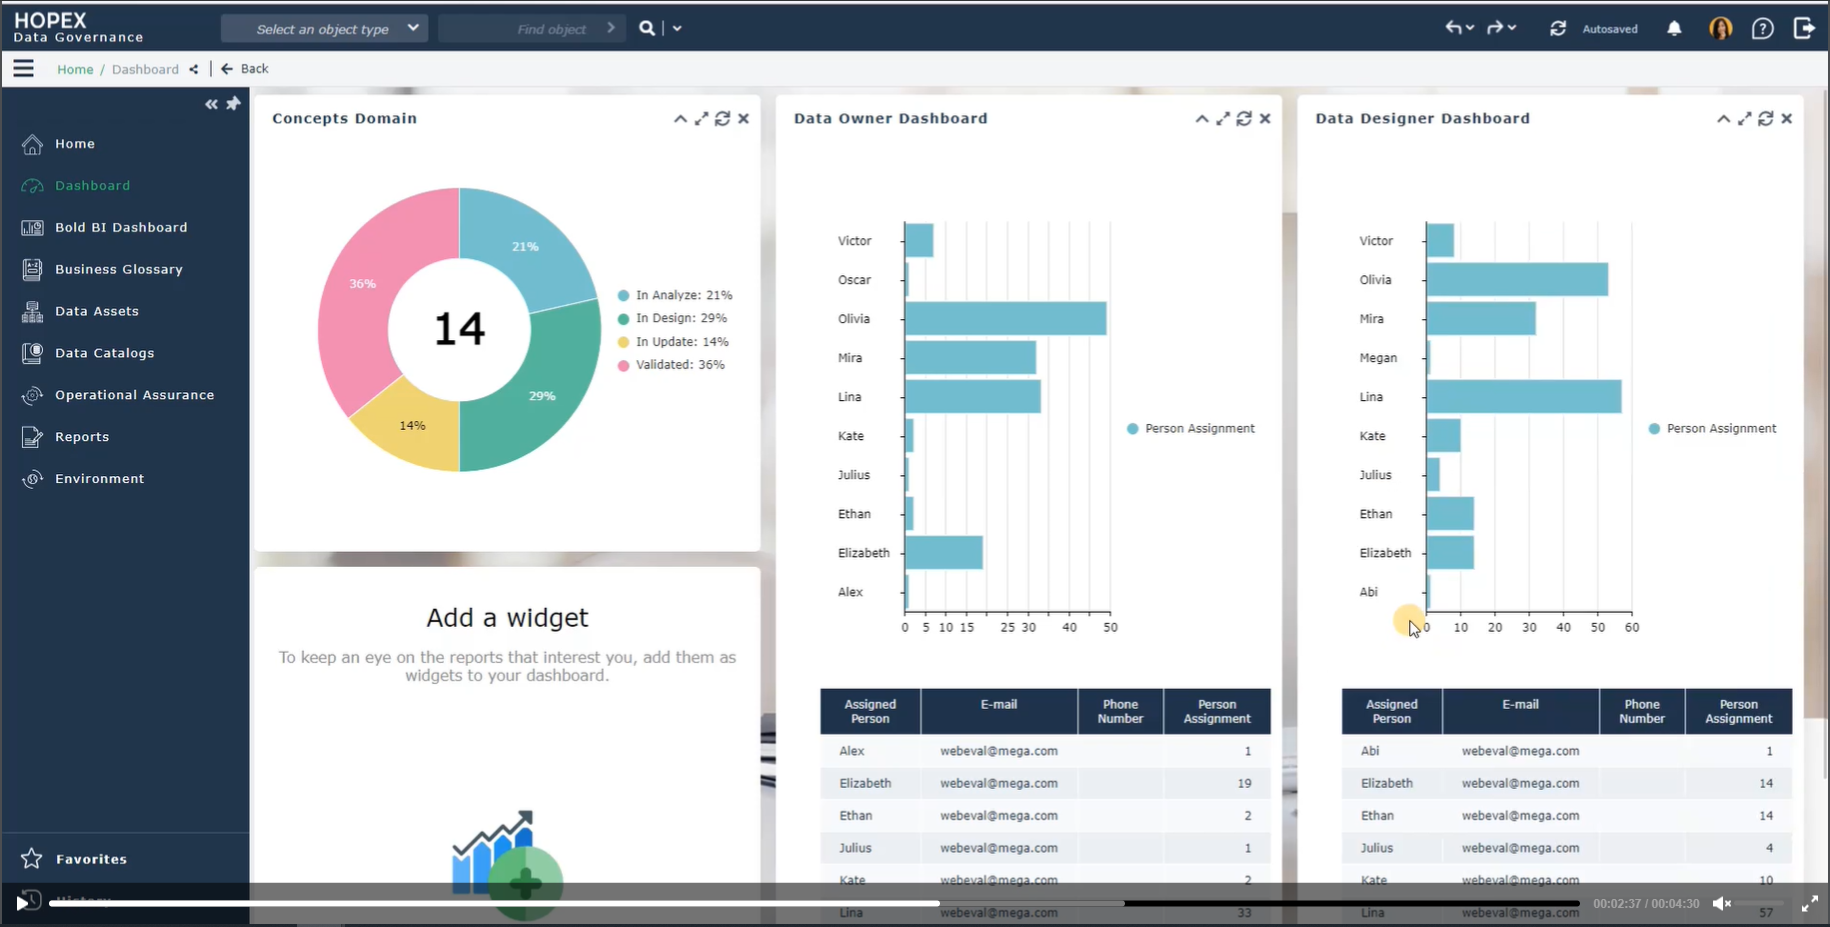 HOPEX
Data Governance
Select an object type
Find object
Autosaved
Home / Dashboard
Back
Home
Dashboard
Bold BI Dashboard
Business Glossary
Data Assets
Data Catalogs
Operational Assurance
Reports
Environment
Favorites
History
Concepts Domain
21%
36%
14
29%
14%
In Analyze: 21%
In Design: 29%
In Update: 14%
Validated: 36%
Add a widget
To keep an eye on the reports that interest you, add them as
widgets to your dashboard.
Data Owner Dashboard
Victor
Oscar
Olivia
Mira
Lina
Kate
Julius
Ethan
Elizabeth
Alex
0 5 10 15 25 30 40 50
Person Assignment
Assigned Person E-mail Phone Number Person Assignment
Alex webeval@mega.com 1
Elizabeth webeval@mega.com 19
Ethan webeval@mega.com 2
Julius webeval@mega.com 1
Kate webeval@mega.com 2
Lina webeval@mega.com 33
Data Designer Dashboard
Victor
Olivia
Mira
Megan
Lina
Kate
Julius
Ethan
Elizabeth
Abi
0 10 20 30 40 50 60
Person Assignment
Assigned Person E-mail Phone Number Person Assignment
Abi webeval@mega.com 1
Elizabeth webeval@mega.com 14
Ethan webeval@mega.com 14
Julius webeval@mega.com 4
Kate webeval@mega.com 10
Lina webeval@mega.com 57
00:02:37 / 00:04:30